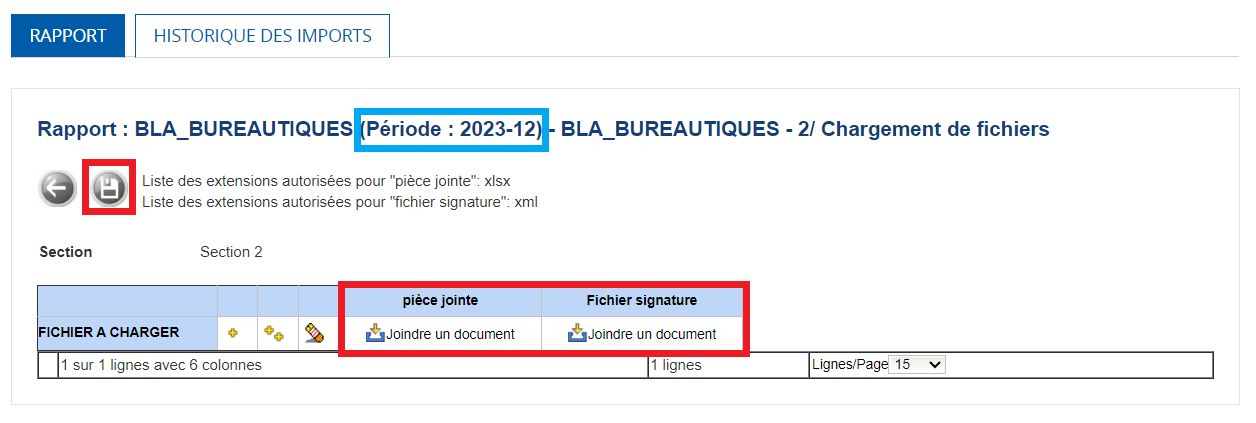 RAPPORT
HISTORIQUE DES IMPORTS
Rapport : BLA_BUREAUTIQUES (Période : 2023-12) - BLA_BUREAUTIQUES - 2/ Chargement de fichiers
Liste des extensions autorisées pour "pièce jointe": xlsx
Liste des extensions autorisées pour "fichier signature": xml
Section Section 2
pièce jointe Fichier signature
FICHIER A CHARGER Joindre un document Joindre un document
1 sur 1 lignes avec 6 colonnes 1 lignes Lignes/Page 15